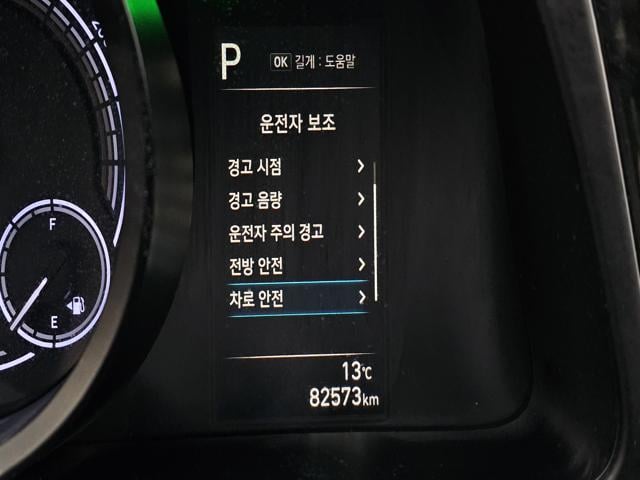 P
OK 길게 : 도움말
운전자 보조
경고 시점 >
경고 음량 >
운전자 주의 경고 >
전방 안전 >
차로 안전 >
13℃
82573km
F
E